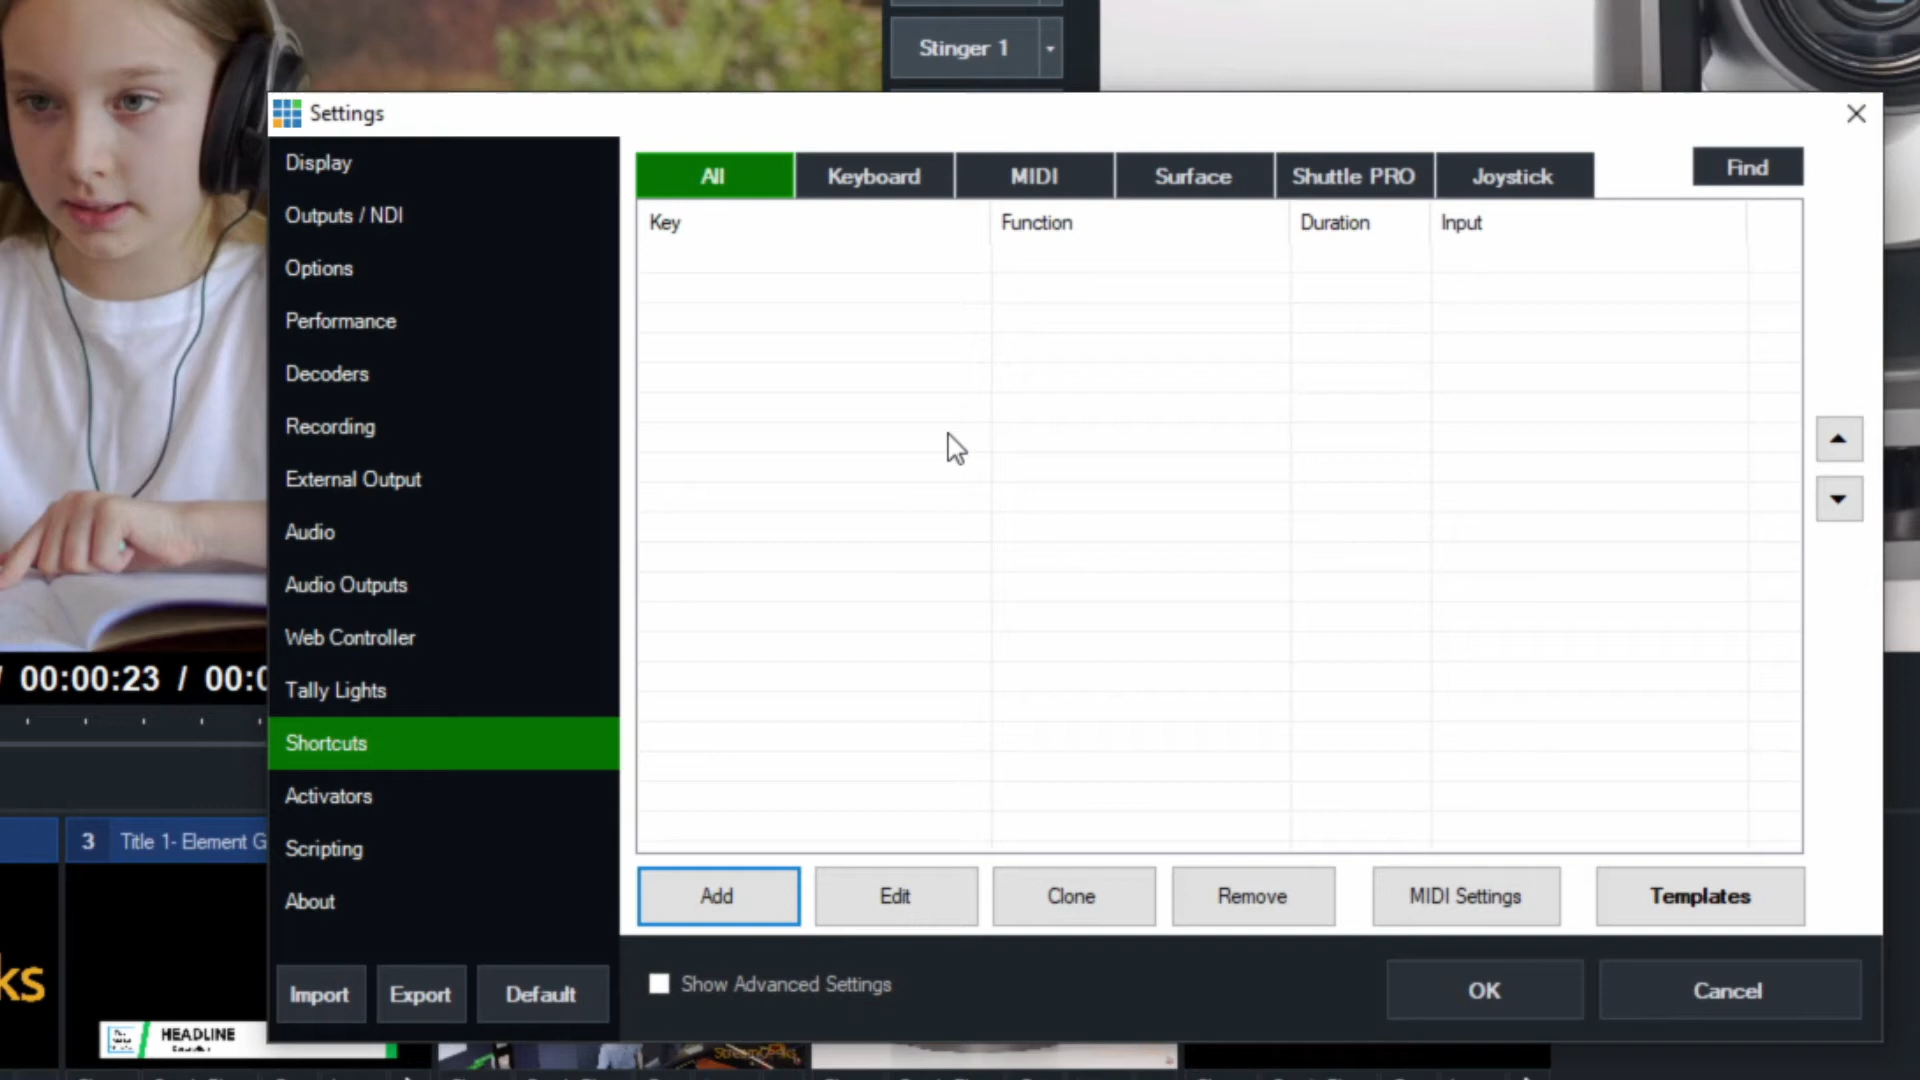 Stinger 1
Settings
Display
Outputs / NDI
Options
Performance
Decoders
Recording
External Output
Audio
Audio Outputs
Web Controller
Tally Lights
Shortcuts
Activators
Scripting
About
Import Export Default
All Keyboard MIDI Surface Shuttle PRO Joystick Find
Key Function Duration Input
Add Edit Clone Remove MIDI Settings Templates
Show Advanced Settings
OK Cancel
/ 00:00:23 / 00:0
3 Title 1- Element G
ks
HEADLINE